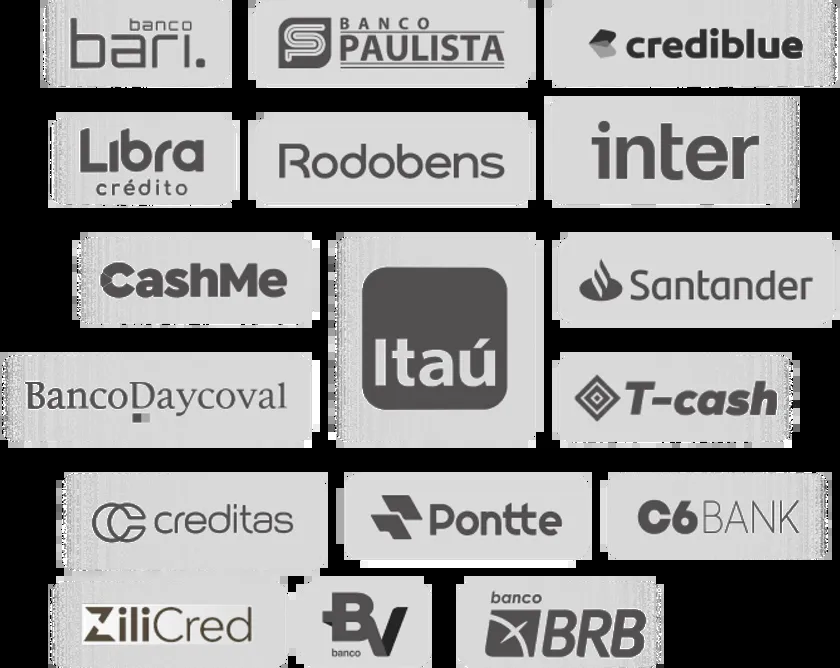 banco
bari.
BANCO
PAULISTA
crediblue
Libra
crédito
Rodobens
inter
CashMe
Itaú
Santander
BancoDaycoval
T-cash
creditas
Pontte
C6BANK
ZiliCred
BV
banco
banco
BRB